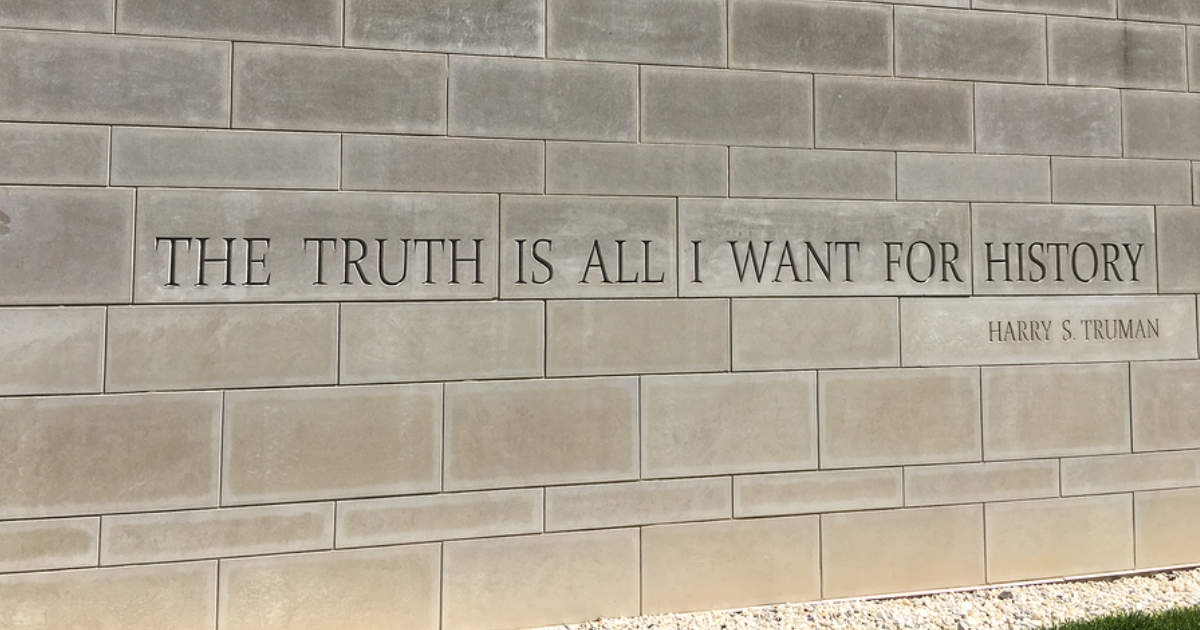 THE TRUTH IS ALL I WANT FOR HISTORY
HARRY S. TRUMAN